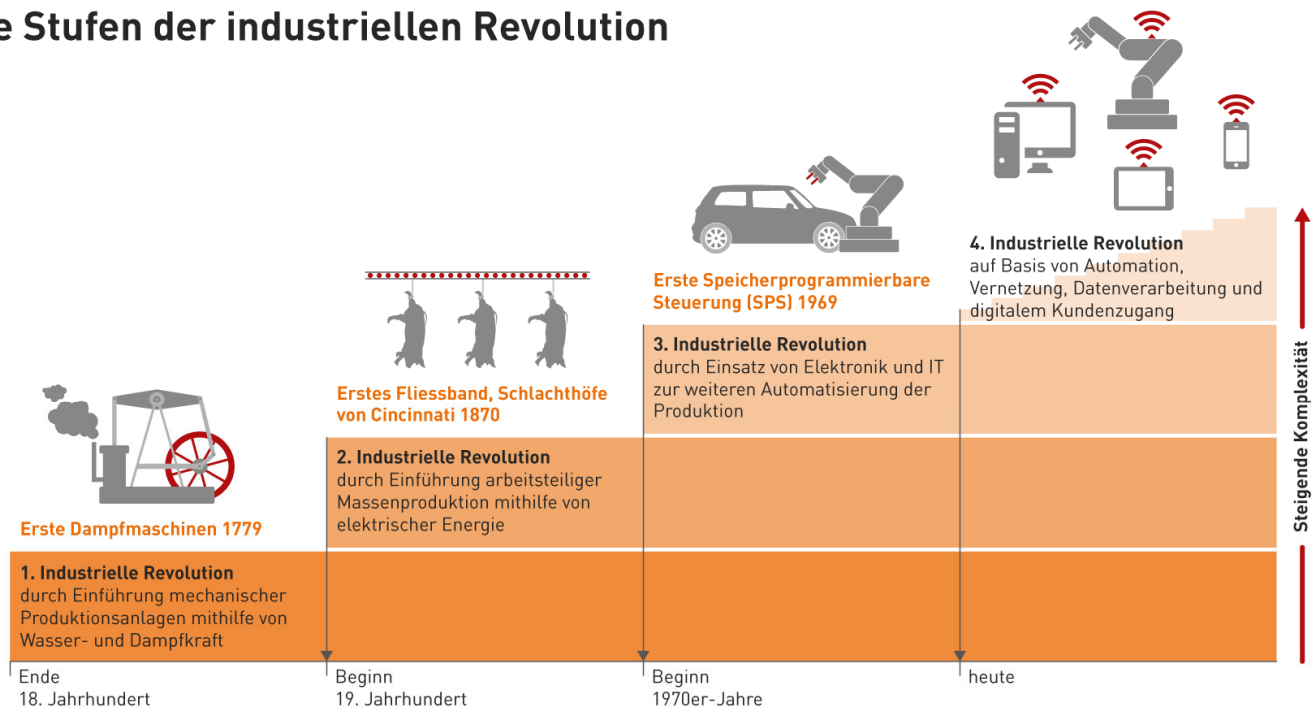 e Stufen der industriellen Revolution
4. Industrielle Revolution
auf Basis von Automation,
Vernetzung, Datenverarbeitung und
digitalem Kundenzugang
Erste Speicherprogrammierbare
Steuerung (SPS) 1969
3. Industrielle Revolution
durch Einsatz von Elektronik und IT
zur weiteren Automatisierung der
Produktion
Erstes Fliessband, Schlachthöfe
von Cincinnati 1870
2. Industrielle Revolution
durch Einführung arbeitsteiliger
Massenproduktion mithilfe von
elektrischer Energie
Erste Dampfmaschinen 1779
1. Industrielle Revolution
durch Einführung mechanischer
Produktionsanlagen mithilfe von
Wasser- und Dampfkraft
Steigende Komplexität
Ende
18. Jahrhundert
Beginn
19. Jahrhundert
Beginn
1970er-Jahre
heute